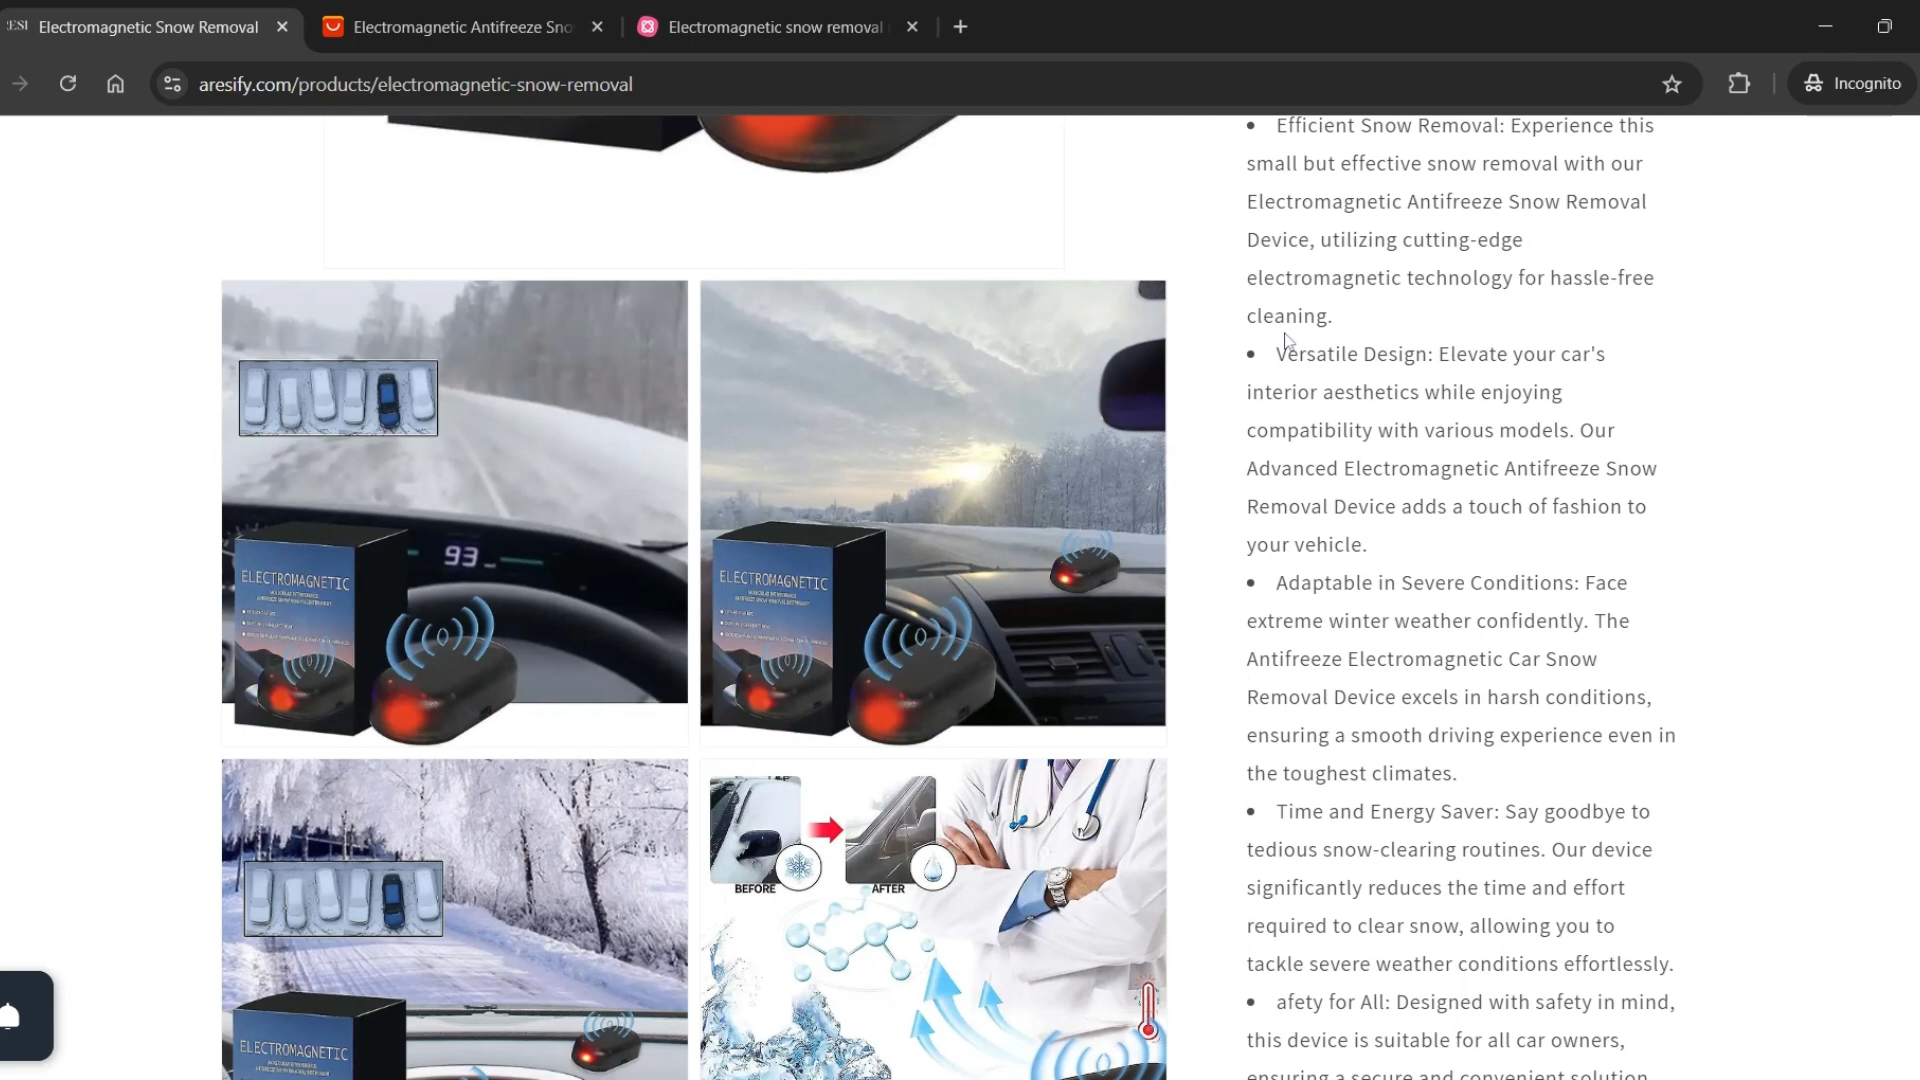 ESI
Electromagnetic Snow Removal
Electromagnetic Antifreeze Sno
Electromagnetic snow removal
aresify.com/products/electromagnetic-snow-removal
Incognito
• Efficient Snow Removal: Experience this
small but effective snow removal with our
Electromagnetic Antifreeze Snow Removal
Device, utilizing cutting-edge
electromagnetic technology for hassle-free
cleaning.
• Versatile Design: Elevate your car's
interior aesthetics while enjoying
compatibility with various models. Our
Advanced Electromagnetic Antifreeze Snow
Removal Device adds a touch of fashion to
your vehicle.
• Adaptable in Severe Conditions: Face
extreme winter weather confidently. The
Antifreeze Electromagnetic Car Snow
Removal Device excels in harsh conditions,
ensuring a smooth driving experience even in
the toughest climates.
• Time and Energy Saver: Say goodbye to
tedious snow-clearing routines. Our device
significantly reduces the time and effort
required to clear snow, allowing you to
tackle severe weather conditions effortlessly.
• afety for All: Designed with safety in mind,
this device is suitable for all car owners,
ensuring a secure and convenient solution
93
ELECTROMAGNETIC
ELECTROMAGNETIC
BEFORE
AFTER
ELECTROMAGNETIC